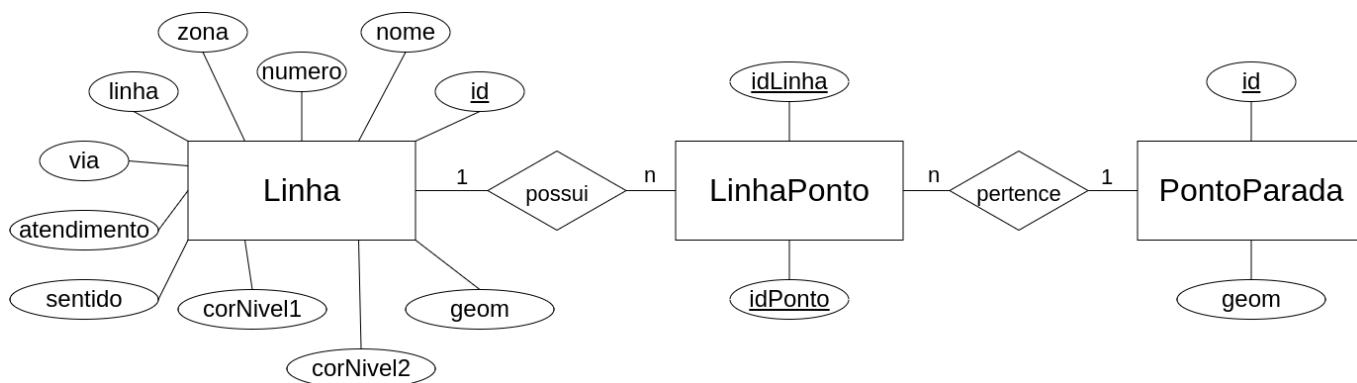 zona
nome
numero
linha
id
via
Linha
atendimento
sentido
corNivel1
corNivel2
geom
1
possui
n
idLinha
LinhaPonto
idPonto
n
pertence
1
id
PontoParada
geom